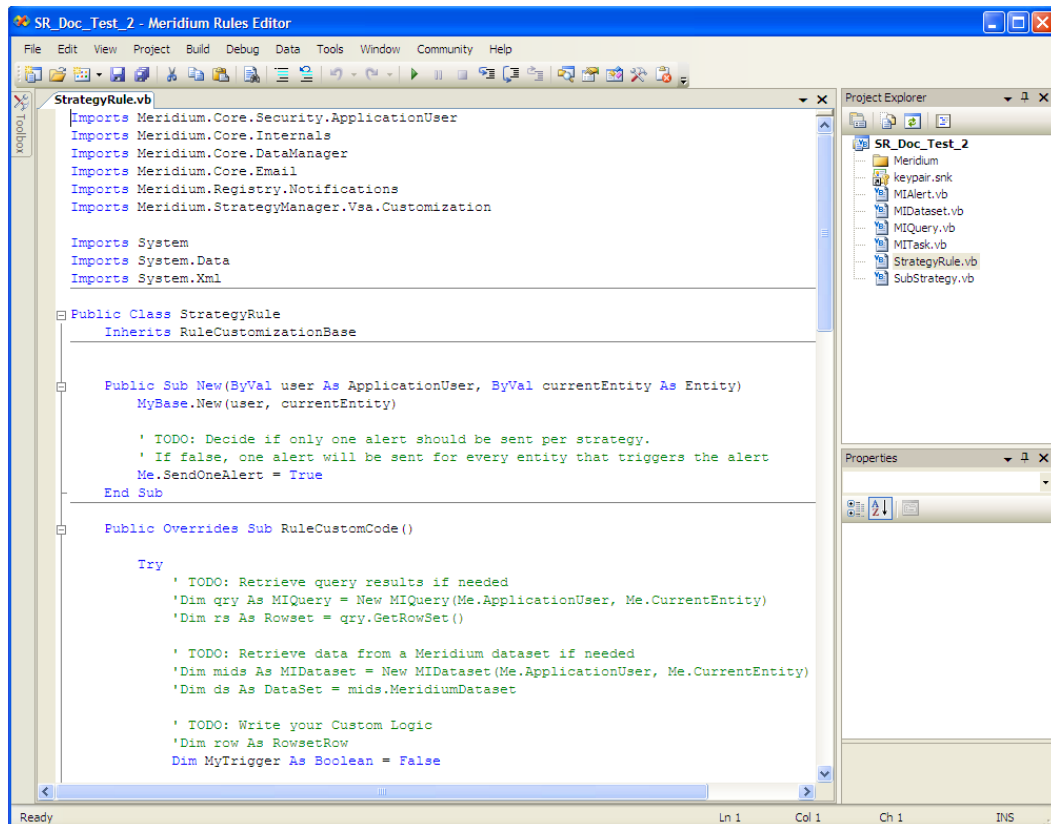 SR_Doc_Test_2 - Meridium Rules Editor
File Edit View Project Build Debug Data Tools Window Community Help
Toolbox
StrategyRule.vb
Imports Meridium.Core.Security.ApplicationUser
Imports Meridium.Core.Internals
Imports Meridium.Core.DataManager
Imports Meridium.Core.Email
Imports Meridium.Registry.Notifications
Imports Meridium.StrategyManager.Vsa.Customization
Imports System
Imports System.Data
Imports System.Xml
Public Class StrategyRule
Inherits RuleCustomizationBase
Public Sub New(ByVal user As ApplicationUser, ByVal currentEntity As Entity)
MyBase.New(user, currentEntity)
' TODO: Decide if only one alert should be sent per strategy.
' If false, one alert will be sent for every entity that triggers the alert
Me.SendOneAlert = True
End Sub
Public Overrides Sub RuleCustomCode()
Try
' TODO: Retrieve query results if needed
'Dim qry As MIQuery = New MIQuery(Me.ApplicationUser, Me.CurrentEntity)
'Dim rs As Rowset = qry.GetRowSet()
' TODO: Retrieve data from a Meridium dataset if needed
'Dim mids As MIDataset = New MIDataset(Me.ApplicationUser, Me.CurrentEntity)
'Dim ds As DataSet = mids.MeridiumDataset
' TODO: Write your Custom Logic
'Dim row As RowsetRow
Dim MyTrigger As Boolean = False
Project Explorer
SR_Doc_Test_2
Meridium
keypair.snk
MIAlert.vb
MIDataset.vb
MIQuery.vb
MITask.vb
StrategyRule.vb
SubStrategy.vb
Properties
Ready Ln 1 Col 1 Ch 1 INS